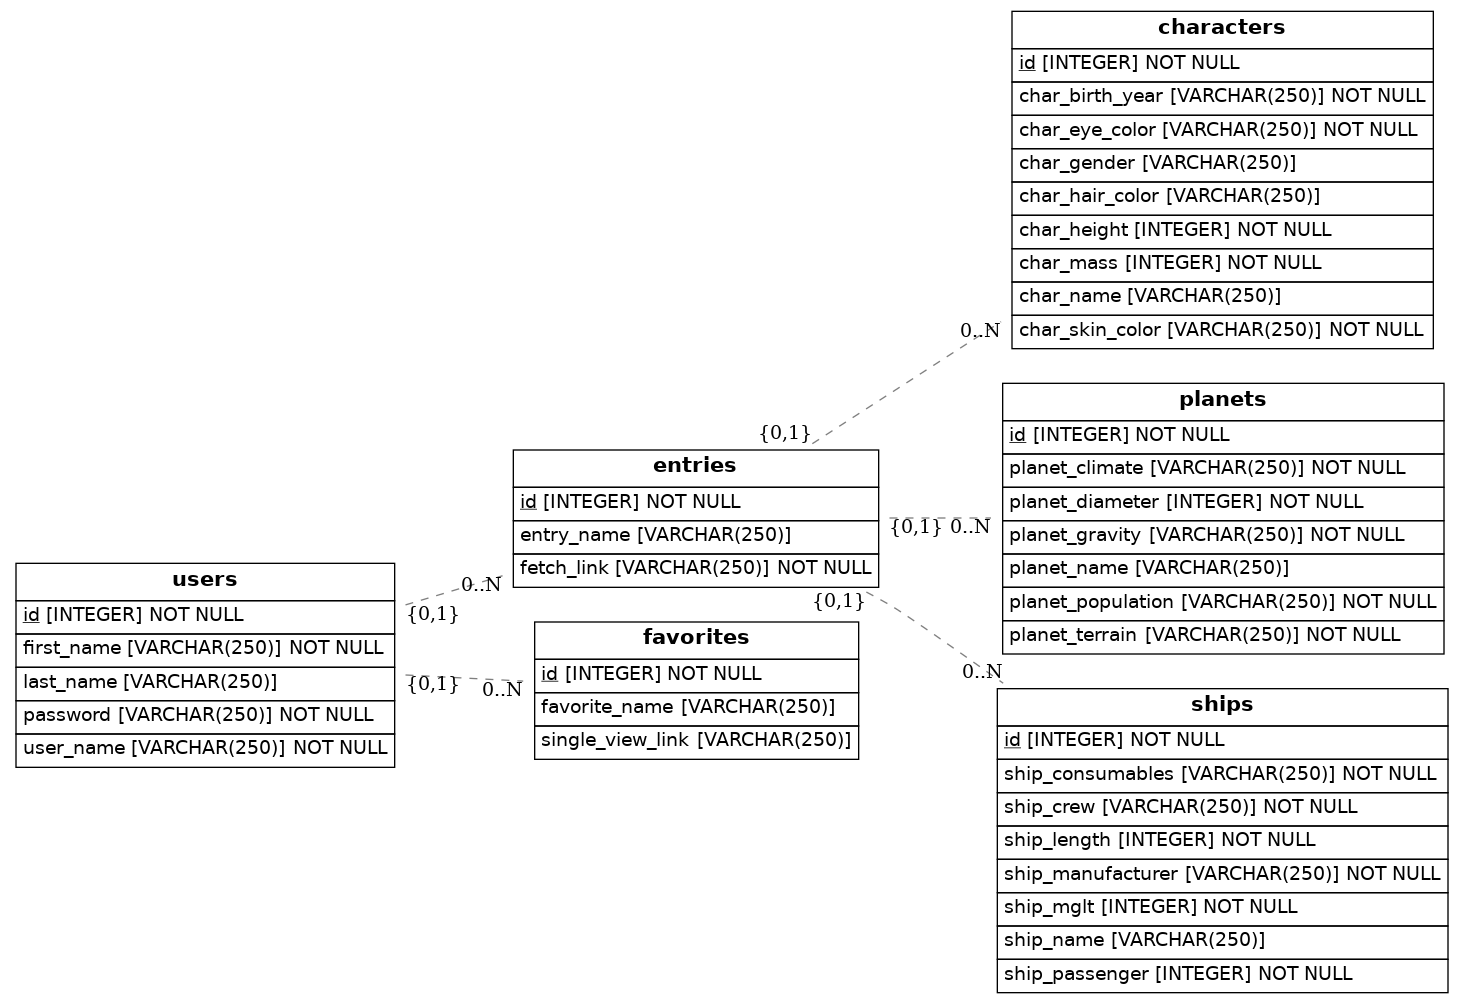 characters
id [INTEGER] NOT NULL
char_birth_year [VARCHAR(250)] NOT NULL
char_eye_color [VARCHAR(250)] NOT NULL
char_gender [VARCHAR(250)]
char_hair_color [VARCHAR(250)]
char_height [INTEGER] NOT NULL
char_mass [INTEGER] NOT NULL
char_name [VARCHAR(250)]
char_skin_color [VARCHAR(250)] NOT NULL
0..N
{0,1}
planets
id [INTEGER] NOT NULL
planet_climate [VARCHAR(250)] NOT NULL
planet_diameter [INTEGER] NOT NULL
planet_gravity [VARCHAR(250)] NOT NULL
planet_name [VARCHAR(250)]
planet_population [VARCHAR(250)] NOT NULL
planet_terrain [VARCHAR(250)] NOT NULL
entries
id [INTEGER] NOT NULL
entry_name [VARCHAR(250)]
fetch_link [VARCHAR(250)] NOT NULL
{0,1} 0..N
{0,1}
0..N
users
id [INTEGER] NOT NULL
first_name [VARCHAR(250)] NOT NULL
last_name [VARCHAR(250)]
password [VARCHAR(250)] NOT NULL
user_name [VARCHAR(250)] NOT NULL
0..N
{0,1}
{0,1} 0..N
favorites
id [INTEGER] NOT NULL
favorite_name [VARCHAR(250)]
single_view_link [VARCHAR(250)]
ships
id [INTEGER] NOT NULL
ship_consumables [VARCHAR(250)] NOT NULL
ship_crew [VARCHAR(250)] NOT NULL
ship_length [INTEGER] NOT NULL
ship_manufacturer [VARCHAR(250)] NOT NULL
ship_mglt [INTEGER] NOT NULL
ship_name [VARCHAR(250)]
ship_passenger [INTEGER] NOT NULL